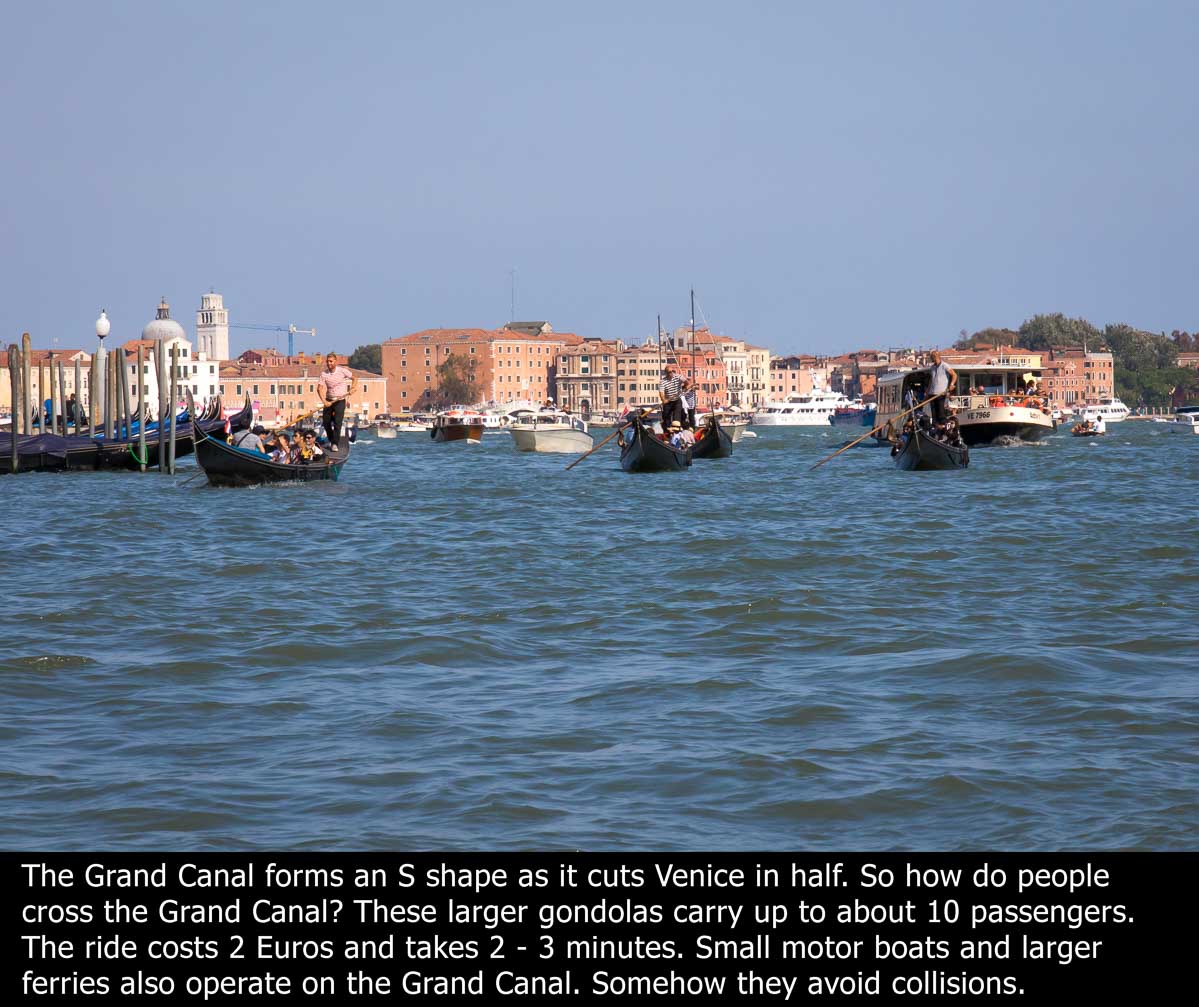 VE 7966
The Grand Canal forms an S shape as it cuts Venice in half. So how do people
cross the Grand Canal? These larger gondolas carry up to about 10 passengers.
The ride costs 2 Euros and takes 2 - 3 minutes. Small motor boats and larger
ferries also operate on the Grand Canal. Somehow they avoid collisions.